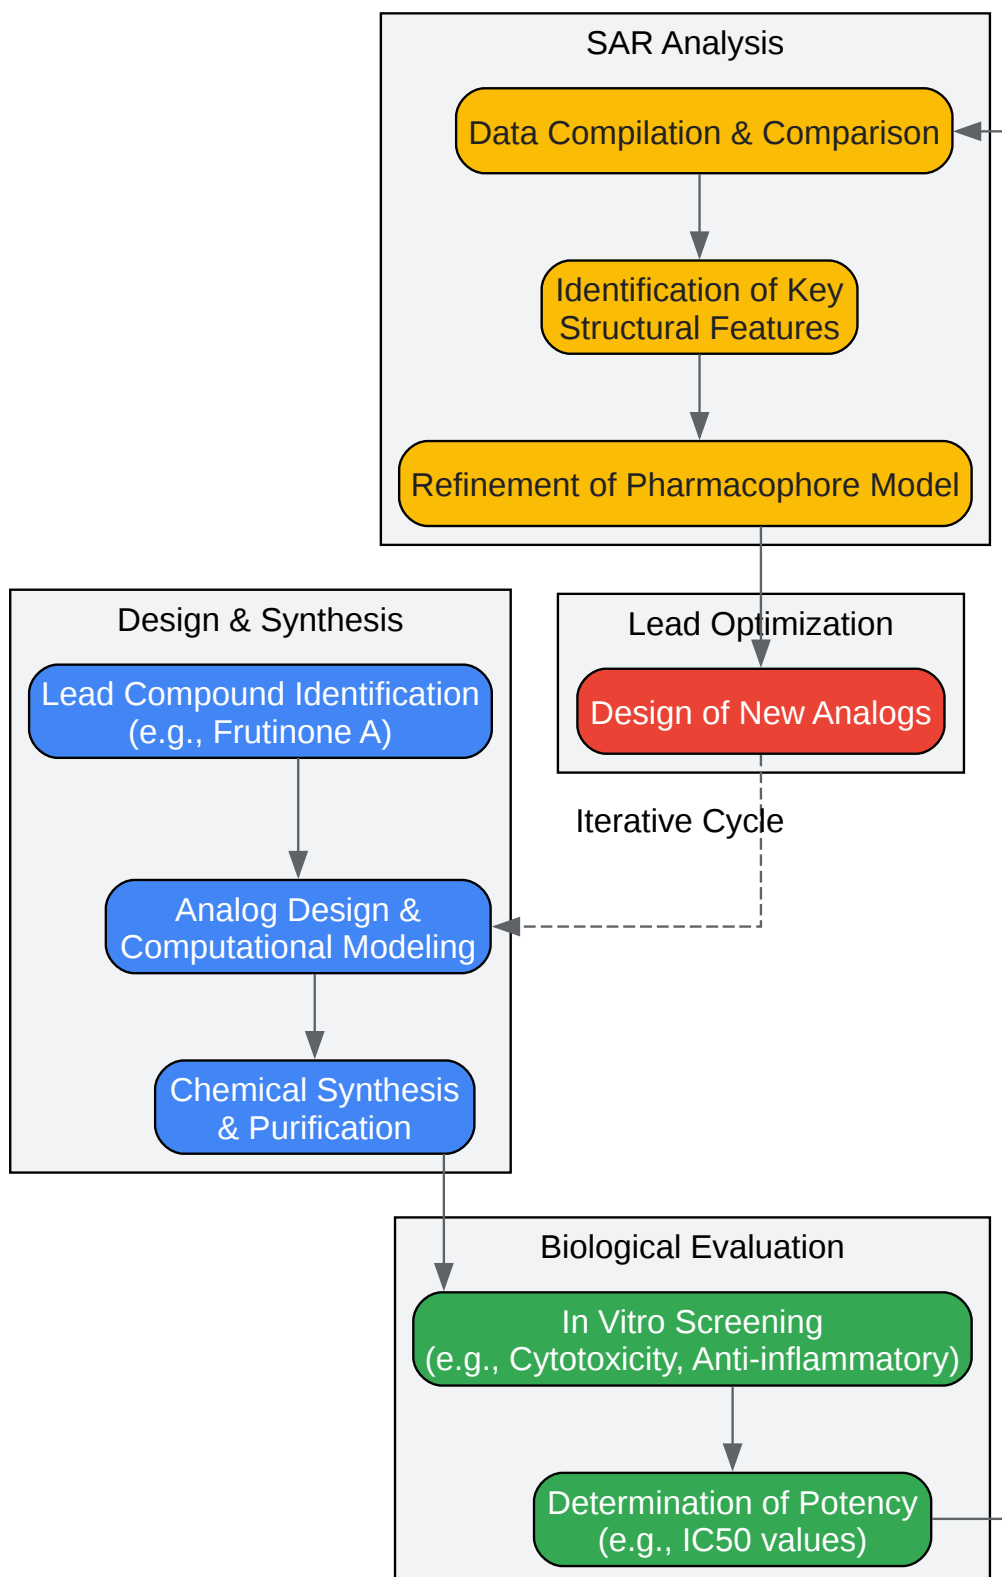 SAR Analysis
Data Compilation & Comparison
Identification of Key
Structural Features
Refinement of Pharmacophore Model
Design & Synthesis
Lead Compound Identification
(e.g., Frutinone A)
Analog Design &
Computational Modeling
Chemical Synthesis
& Purification
Lead Optimization
Design of New Analogs
Iterative Cycle
Biological Evaluation
In Vitro Screening
(e.g., Cytotoxicity, Anti-inflammatory)
Determination of Potency
(e.g., IC50 values)